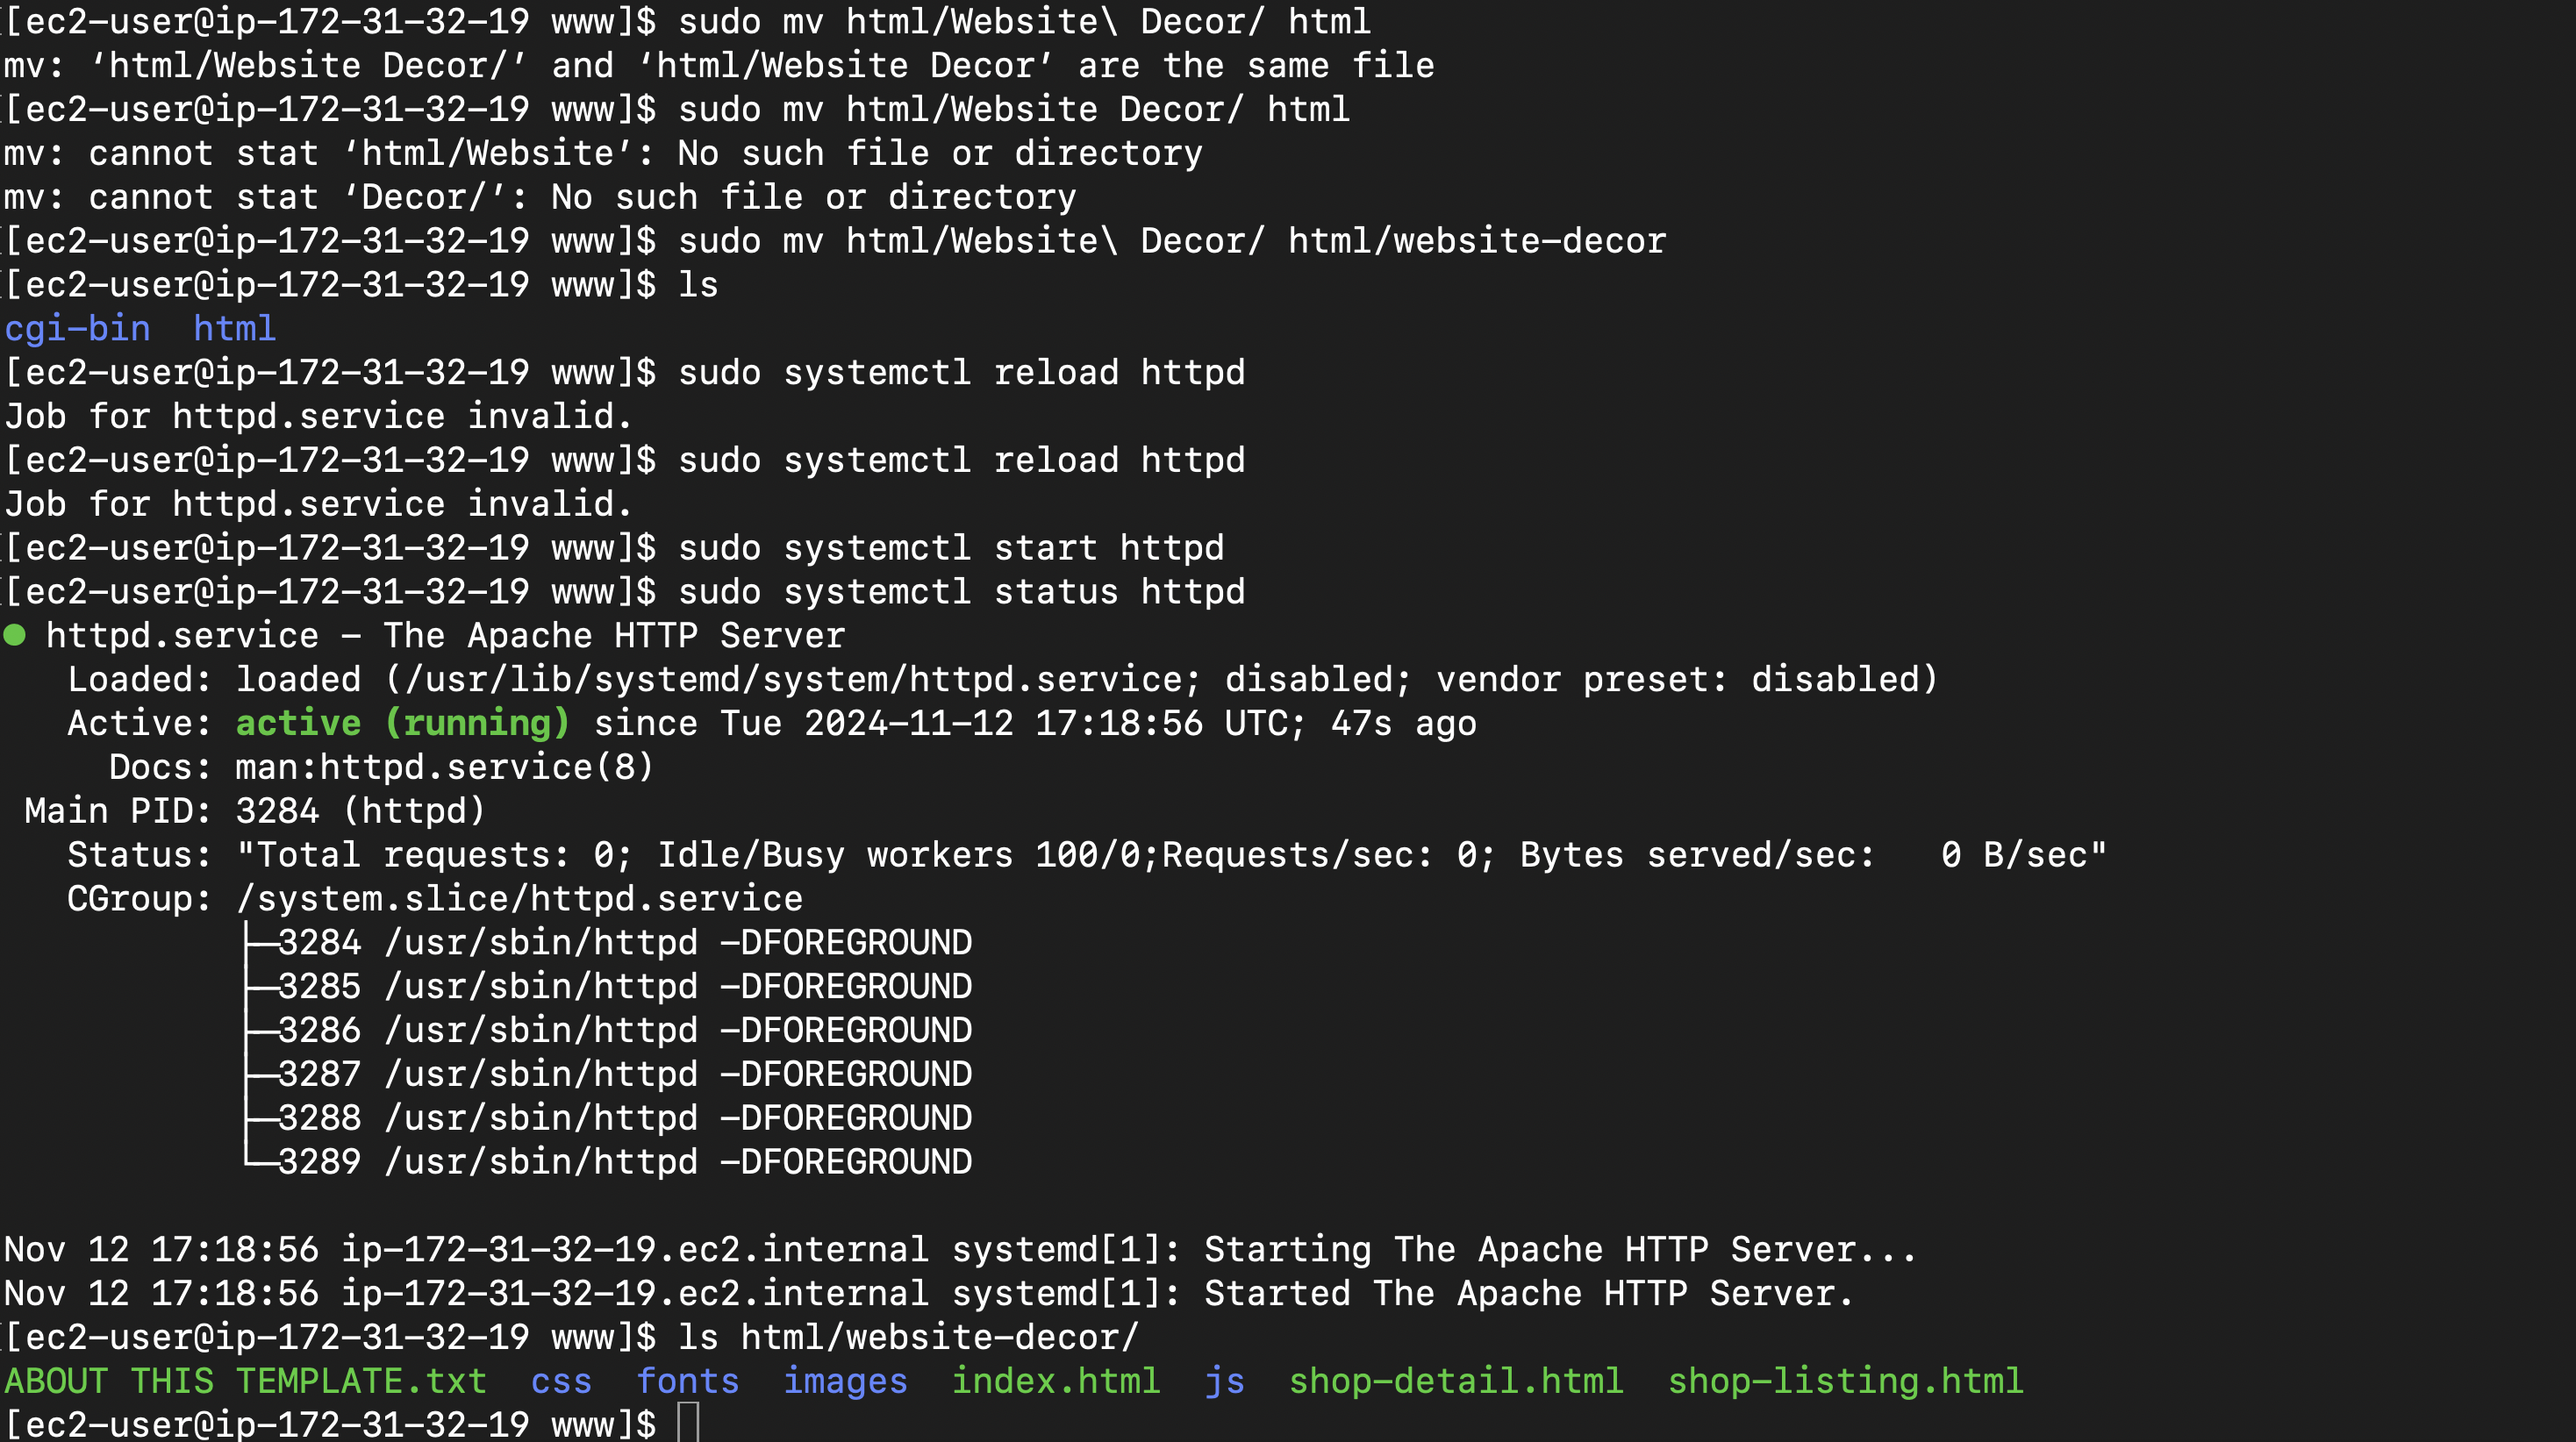 [ec2-user@ip-172-31-32-19 www]$ sudo mv html/Website\ Decor/ html
mv: ‘html/Website Decor/’ and ‘html/Website Decor’ are the same file
[ec2-user@ip-172-31-32-19 www]$ sudo mv html/Website Decor/ html
mv: cannot stat ‘html/Website’: No such file or directory
mv: cannot stat ‘Decor/’: No such file or directory
[ec2-user@ip-172-31-32-19 www]$ sudo mv html/Website\ Decor/ html/website-decor
[ec2-user@ip-172-31-32-19 www]$ ls
cgi-bin  html
[ec2-user@ip-172-31-32-19 www]$ sudo systemctl reload httpd
Job for httpd.service invalid.
[ec2-user@ip-172-31-32-19 www]$ sudo systemctl reload httpd
Job for httpd.service invalid.
[ec2-user@ip-172-31-32-19 www]$ sudo systemctl start httpd
[ec2-user@ip-172-31-32-19 www]$ sudo systemctl status httpd
● httpd.service - The Apache HTTP Server
   Loaded: loaded (/usr/lib/systemd/system/httpd.service; disabled; vendor preset: disabled)
   Active: active (running) since Tue 2024-11-12 17:18:56 UTC; 47s ago
     Docs: man:httpd.service(8)
 Main PID: 3284 (httpd)
   Status: "Total requests: 0; Idle/Busy workers 100/0;Requests/sec: 0; Bytes served/sec:   0 B/sec"
   CGroup: /system.slice/httpd.service
           ├─3284 /usr/sbin/httpd -DFOREGROUND
           ├─3285 /usr/sbin/httpd -DFOREGROUND
           ├─3286 /usr/sbin/httpd -DFOREGROUND
           ├─3287 /usr/sbin/httpd -DFOREGROUND
           ├─3288 /usr/sbin/httpd -DFOREGROUND
           └─3289 /usr/sbin/httpd -DFOREGROUND
Nov 12 17:18:56 ip-172-31-32-19.ec2.internal systemd[1]: Starting The Apache HTTP Server...
Nov 12 17:18:56 ip-172-31-32-19.ec2.internal systemd[1]: Started The Apache HTTP Server.
[ec2-user@ip-172-31-32-19 www]$ ls html/website-decor/
ABOUT THIS TEMPLATE.txt  css  fonts  images  index.html  js  shop-detail.html  shop-listing.html
[ec2-user@ip-172-31-32-19 www]$